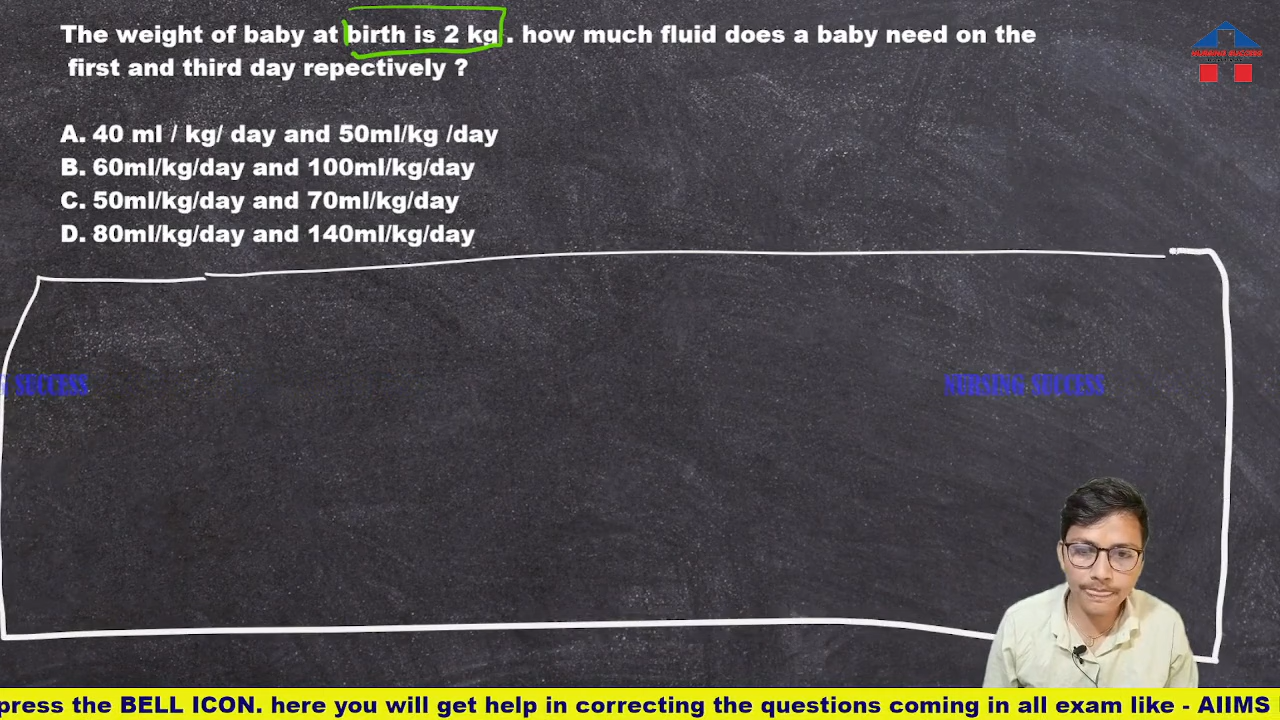 The weight of baby at birth is 2 kg . how much fluid does a baby need on the
first and third day repectively ?
A. 40 ml / kg/ day and 50ml/kg /day
B. 60ml/kg/day and 100ml/kg/day
C. 50ml/kg/day and 70ml/kg/day
D. 80ml/kg/day and 140ml/kg/day
NURSING SUCCESS
G SUCCESS
NURSING SUCCESS
press the BELL ICON. here you will get help in correcting the questions coming in all exam like - AIIMS